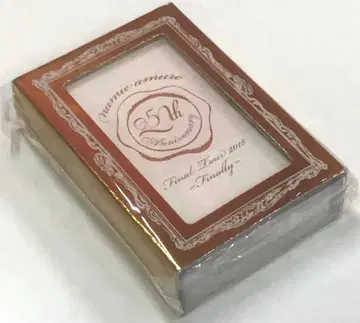 namie amuro
25th
Anniversary
Final Tour 2018
~Finally~